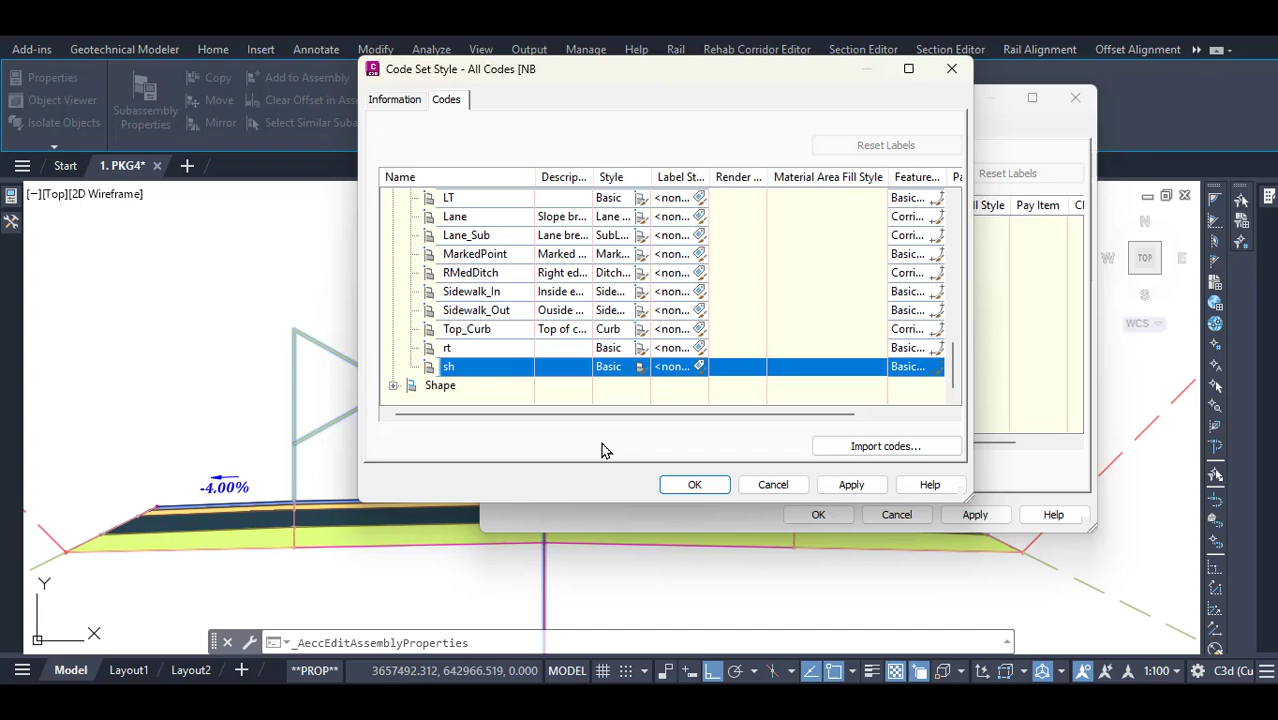 Add-ins Geotechnical Modeler Home Insert Annotate Modify Analyze View Output Manage Help Rail Rehab Corridor Editor Section Editor Section Editor Rail Alignment Offset Alignment
Code Set Style - All Codes [NB
Properties
Object Viewer
Isolate Objects
Subassembly
Properties
Copy
Move
Mirror
Add to Assembly
Clear Offset in Ass
Select Similar Suba
Information Codes
Reset Labels
Reset Labels
Start 1. PKG4*
[−][Top][2D Wireframe]
Name Descrip... Style Label St... Render ... Material Area Fill Style Feature... Pa
l Style Pay Item Cl
LT Basic <non... Basic...
Lane Slope br... Lane ... <non... Corri...
Lane_Sub Lane bre... SubL... <non... Corri...
MarkedPoint Marked ... Mark... <non... Basic...
RMedDitch Right ed... Ditch... <non... Corri...
Sidewalk_In Inside e... Side... <non... Basic...
Sidewalk_Out Ouside ... Side... <non... Basic...
Top_Curb Top of c... Curb <non... Corri...
rt Basic <non... Basic...
sh Basic <non... Basic...
Shape
Import codes...
OK Cancel Apply Help
OK Cancel Apply Help
N
W TOP E
S
WCS
-4.00%
Y
X
_AeccEditAssemblyProperties
Model Layout1 Layout2 **PROP** 3657492.312, 642966.519, 0.000 MODEL 1:100 C3d (Cu